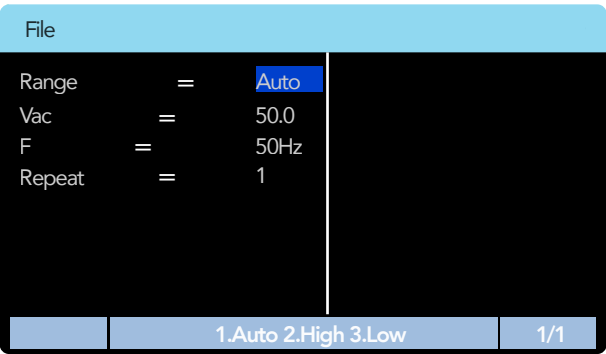 File
Range = Auto
Vac = 50.0
F = 50Hz
Repeat = 1
1.Auto 2.High 3.Low 1/1